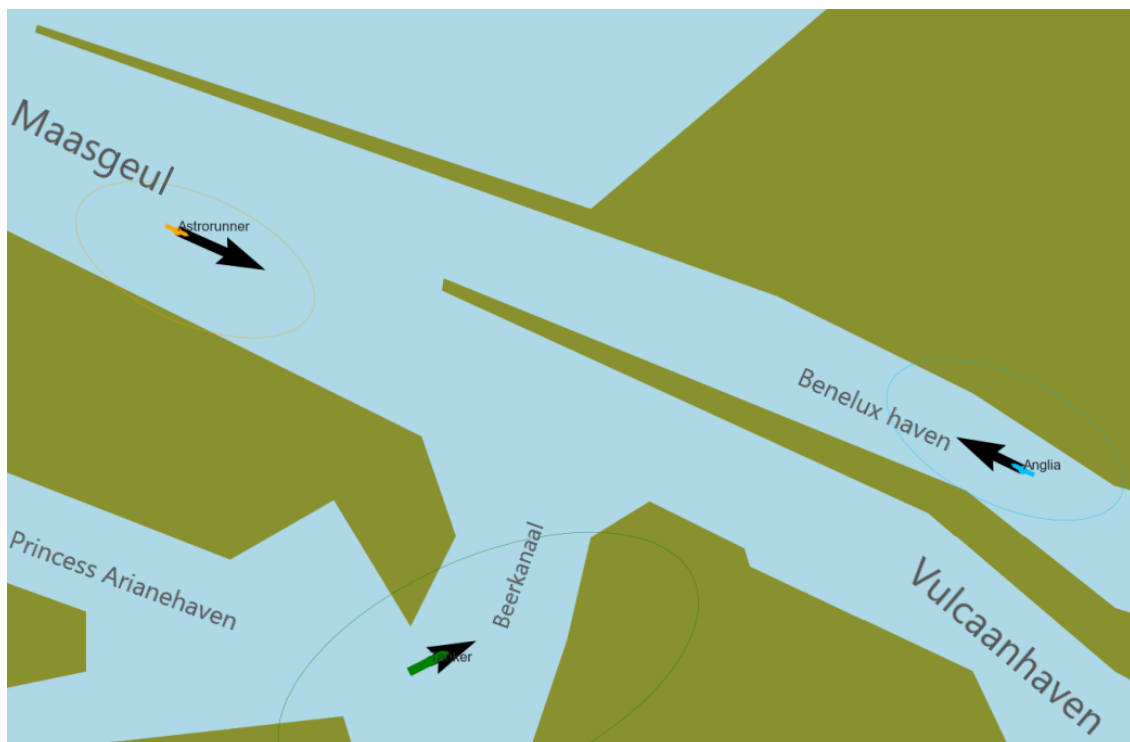 Maasgeul
Astrorunner
Benelux haven
Anglia
Princess Arianehaven
Beerkanaal
Vulcaanhaven